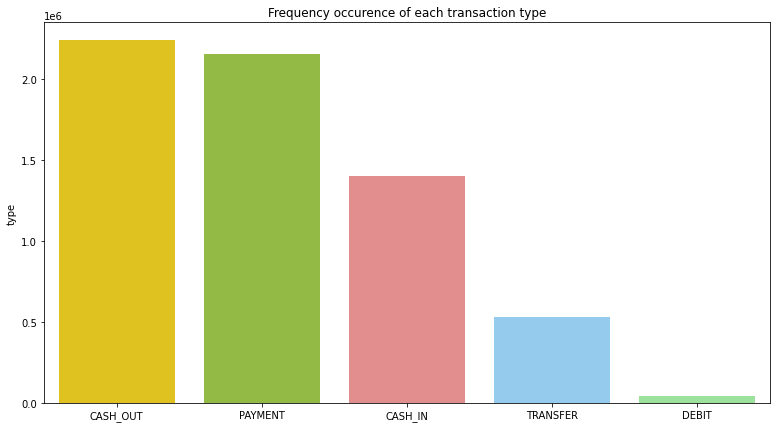 Frequency occurence of each transaction type
1e6
2.0
1.5
1.0
0.5
0.0
type
CASH_OUT PAYMENT CASH_IN TRANSFER DEBIT